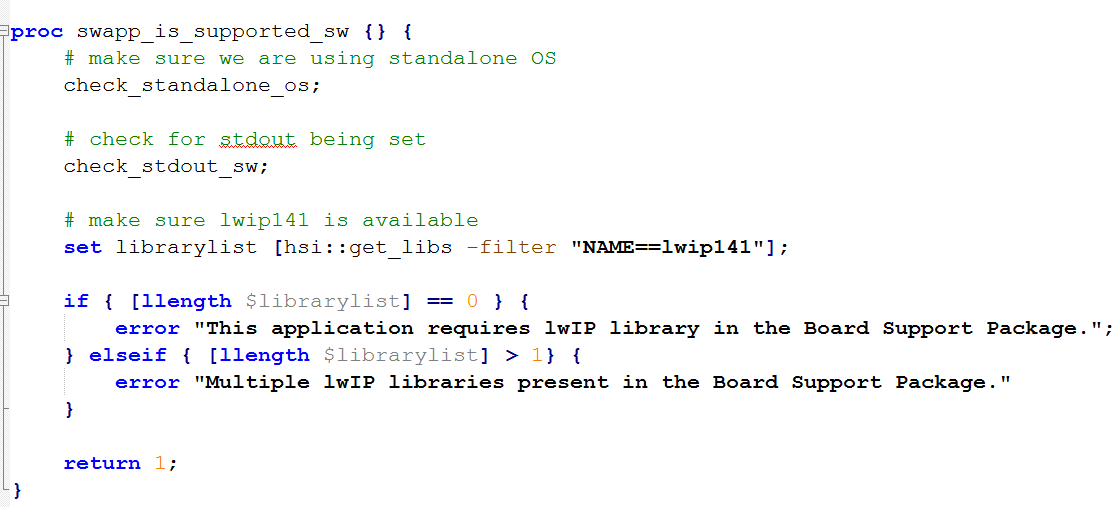 proc swapp_is_supported_sw {} {
    # make sure we are using standalone OS
    check_standalone_os;

    # check for stdout being set
    check_stdout_sw;

    # make sure lwip141 is available
    set librarylist [hsi::get_libs -filter "NAME==lwip141"];

    if { [llength $librarylist] == 0 } {
        error "This application requires lwIP library in the Board Support Package.";
    } elseif { [llength $librarylist] > 1} {
        error "Multiple lwIP libraries present in the Board Support Package."
    }

    return 1;
}